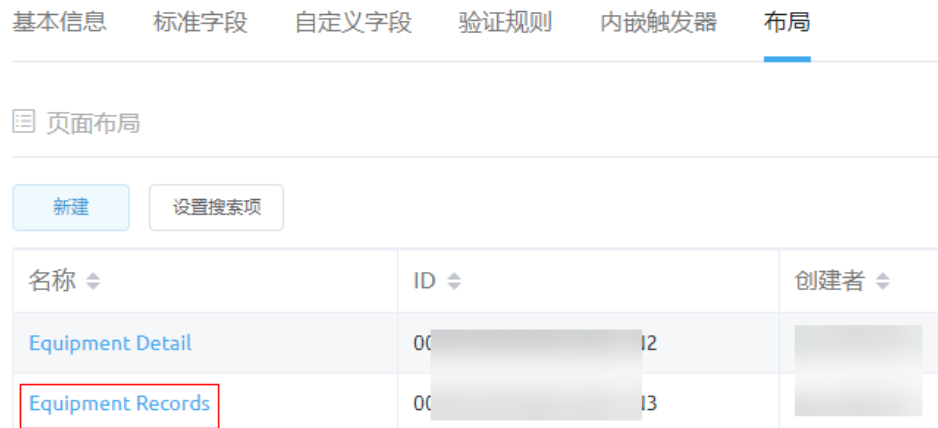 基本信息 标准字段 自定义字段 验证规则 内嵌触发器 布局
页面布局
新建 设置搜索项
名称 ID 创建者
Equipment Detail 00
Equipment Records 00